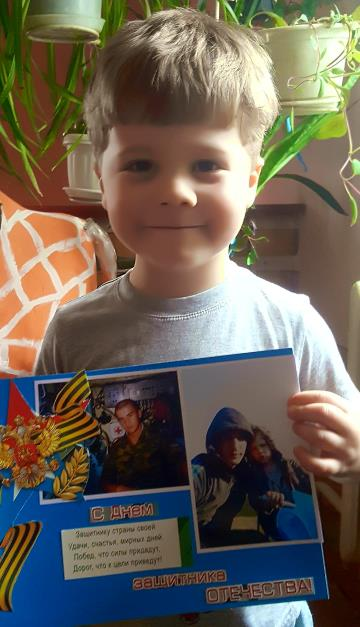 С Днем
Защитнику страны своей
Удачи, счастья, мирных дней.
Побед, что силы придадут,
Дорог, что к цели приведут!
защитника
ОТЕЧЕСТВА!